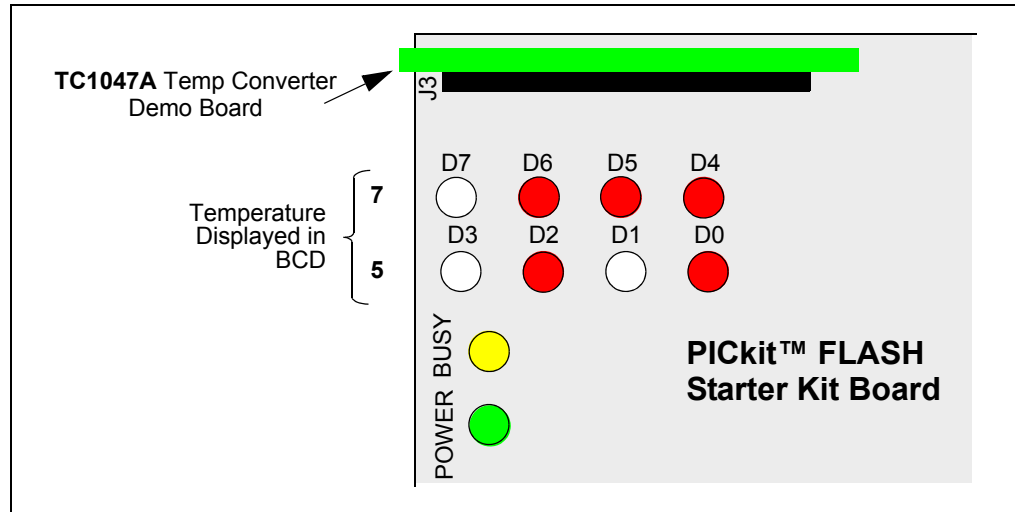 TC1047A Temp Converter
Demo Board
J3
D7 D6 D5 D4
7
Temperature
Displayed in
BCD
D3 D2 D1 D0
5
BUSY
POWER
PICkit™ FLASH
Starter Kit Board